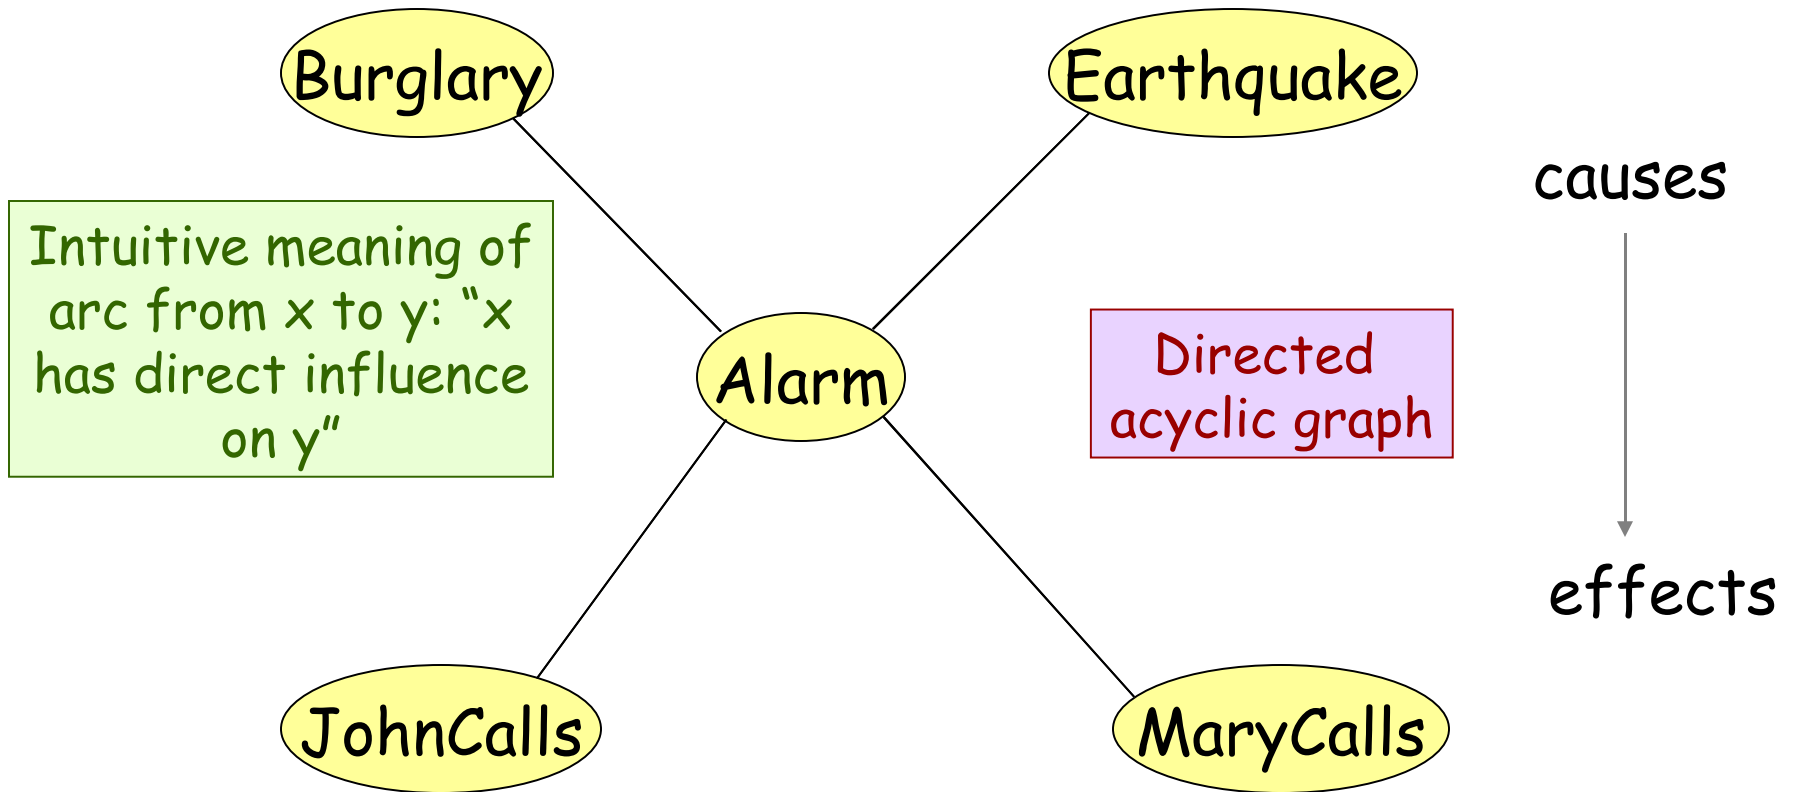 Burglary
Earthquake
causes
Intuitive meaning of
arc from x to y: “x
has direct influence
on y”
Alarm
Directed
acyclic graph
effects
JohnCalls
MaryCalls